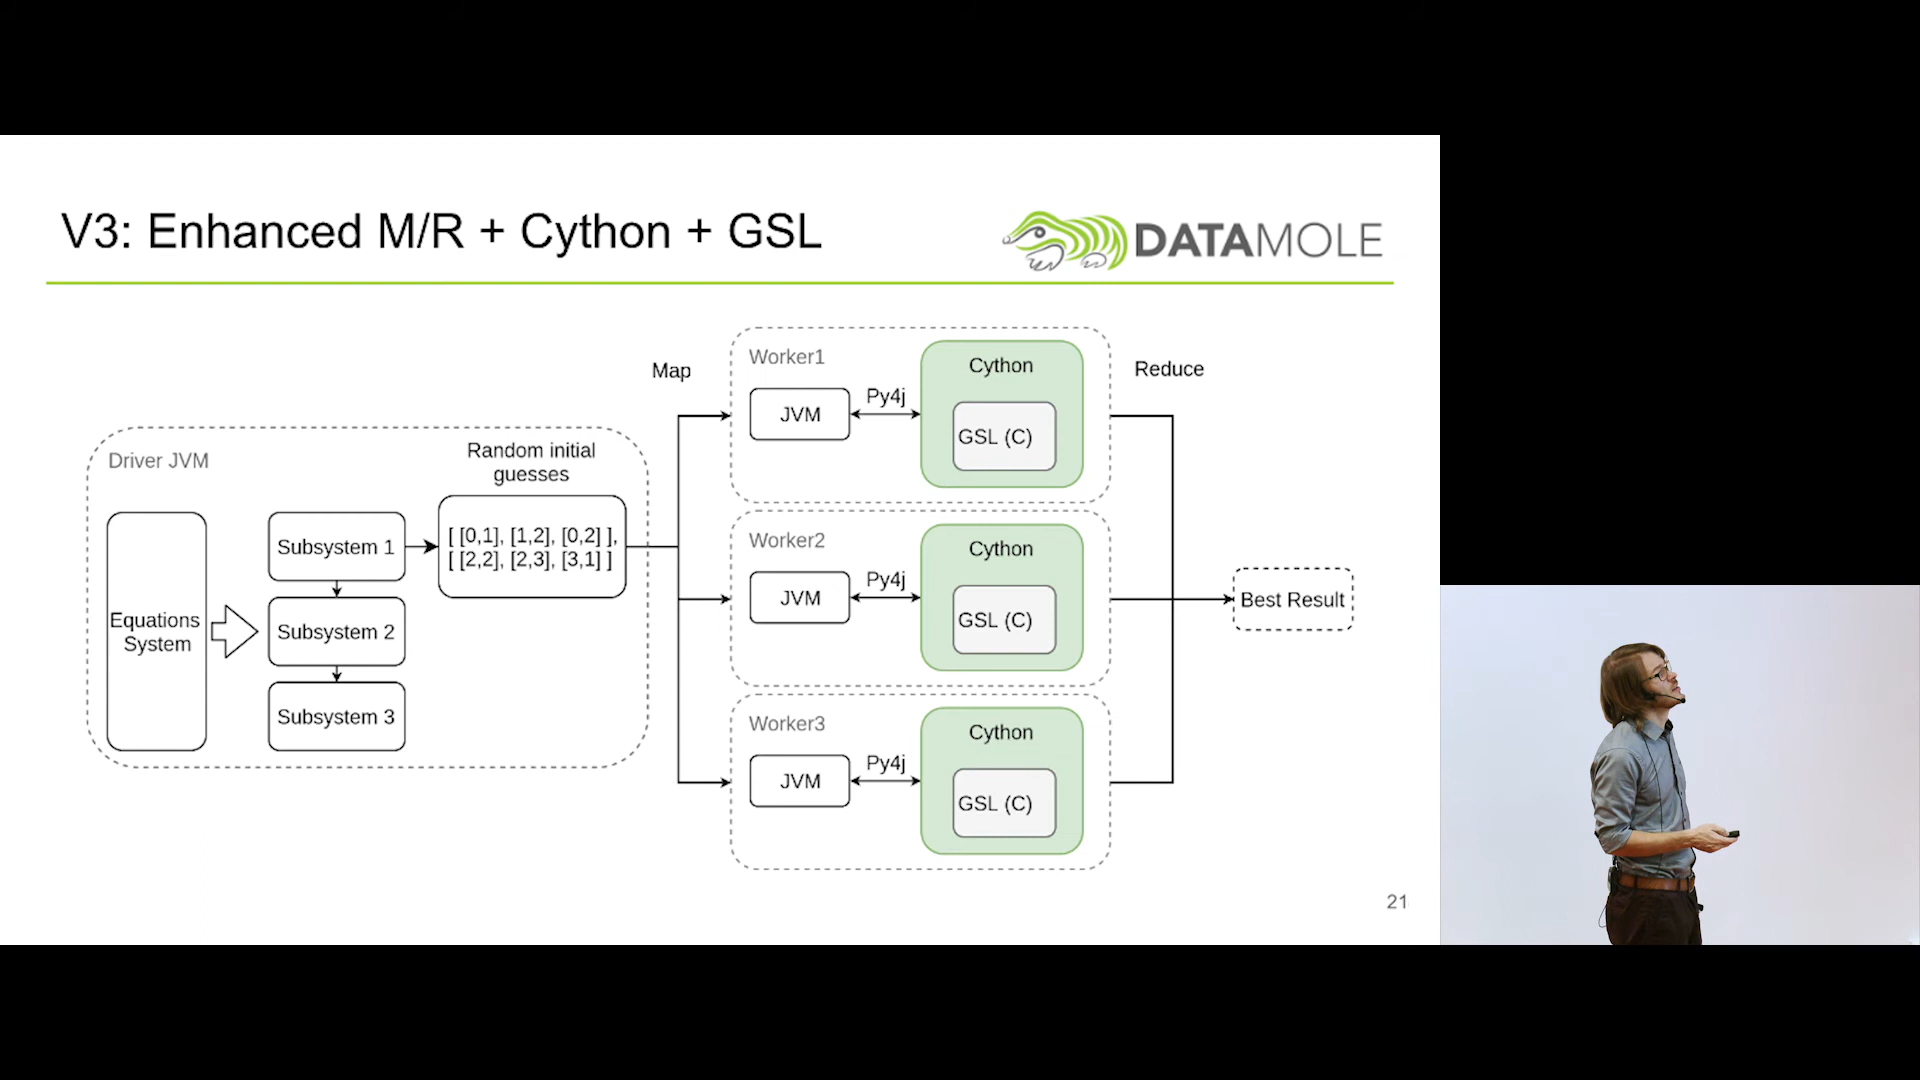 V3: Enhanced M/R + Cython + GSL
DATAMOLE
Driver JVM
Equations
System
Subsystem 1
Subsystem 2
Subsystem 3
Random initial
guesses
[ [0,1], [1,2], [0,2] ],
[ [2,2], [2,3], [3,1] ]
Map
Worker1
JVM
Py4j
Cython
GSL (C)
Worker2
JVM
Py4j
Cython
GSL (C)
Worker3
JVM
Py4j
Cython
GSL (C)
Reduce
Best Result
21